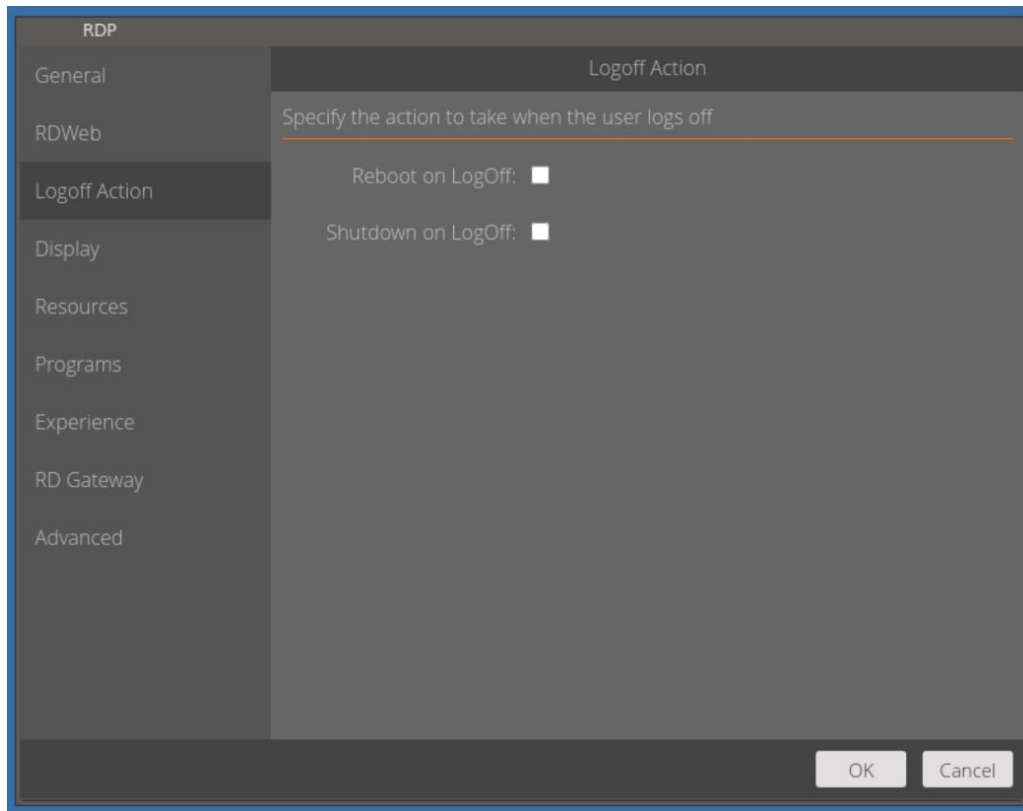 RDP
General
RDWeb
Logoff Action
Display
Resources
Programs
Experience
RD Gateway
Advanced
Logoff Action
Specify the action to take when the user logs off
Reboot on LogOff:
Shutdown on LogOff:
OK
Cancel